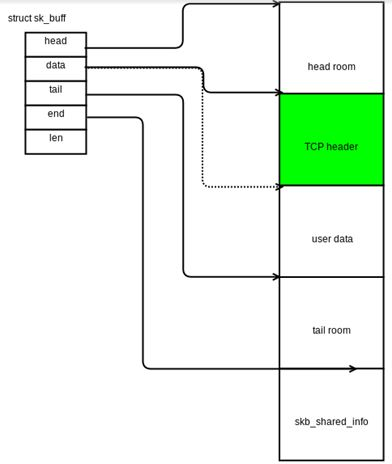 struct sk_buff
head
data
tail
end
len
head room
TCP header
user data
tail room
skb_shared_info